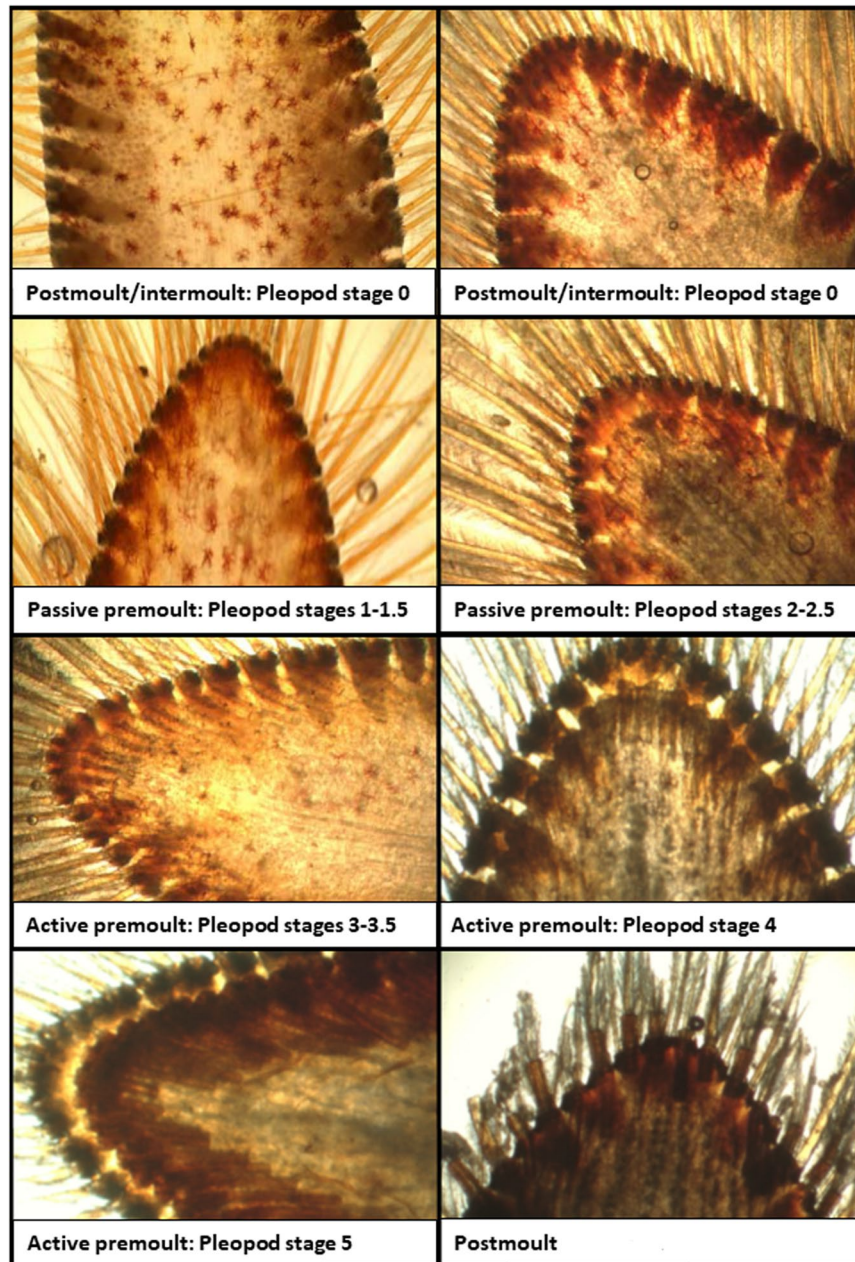 Postmoult/intermoult: Pleopod stage 0
Postmoult/intermoult: Pleopod stage 0
Passive premoult: Pleopod stages 1-1.5
Passive premoult: Pleopod stages 2-2.5
Active premoult: Pleopod stages 3-3.5
Active premoult: Pleopod stage 4
Active premoult: Pleopod stage 5
Postmoult